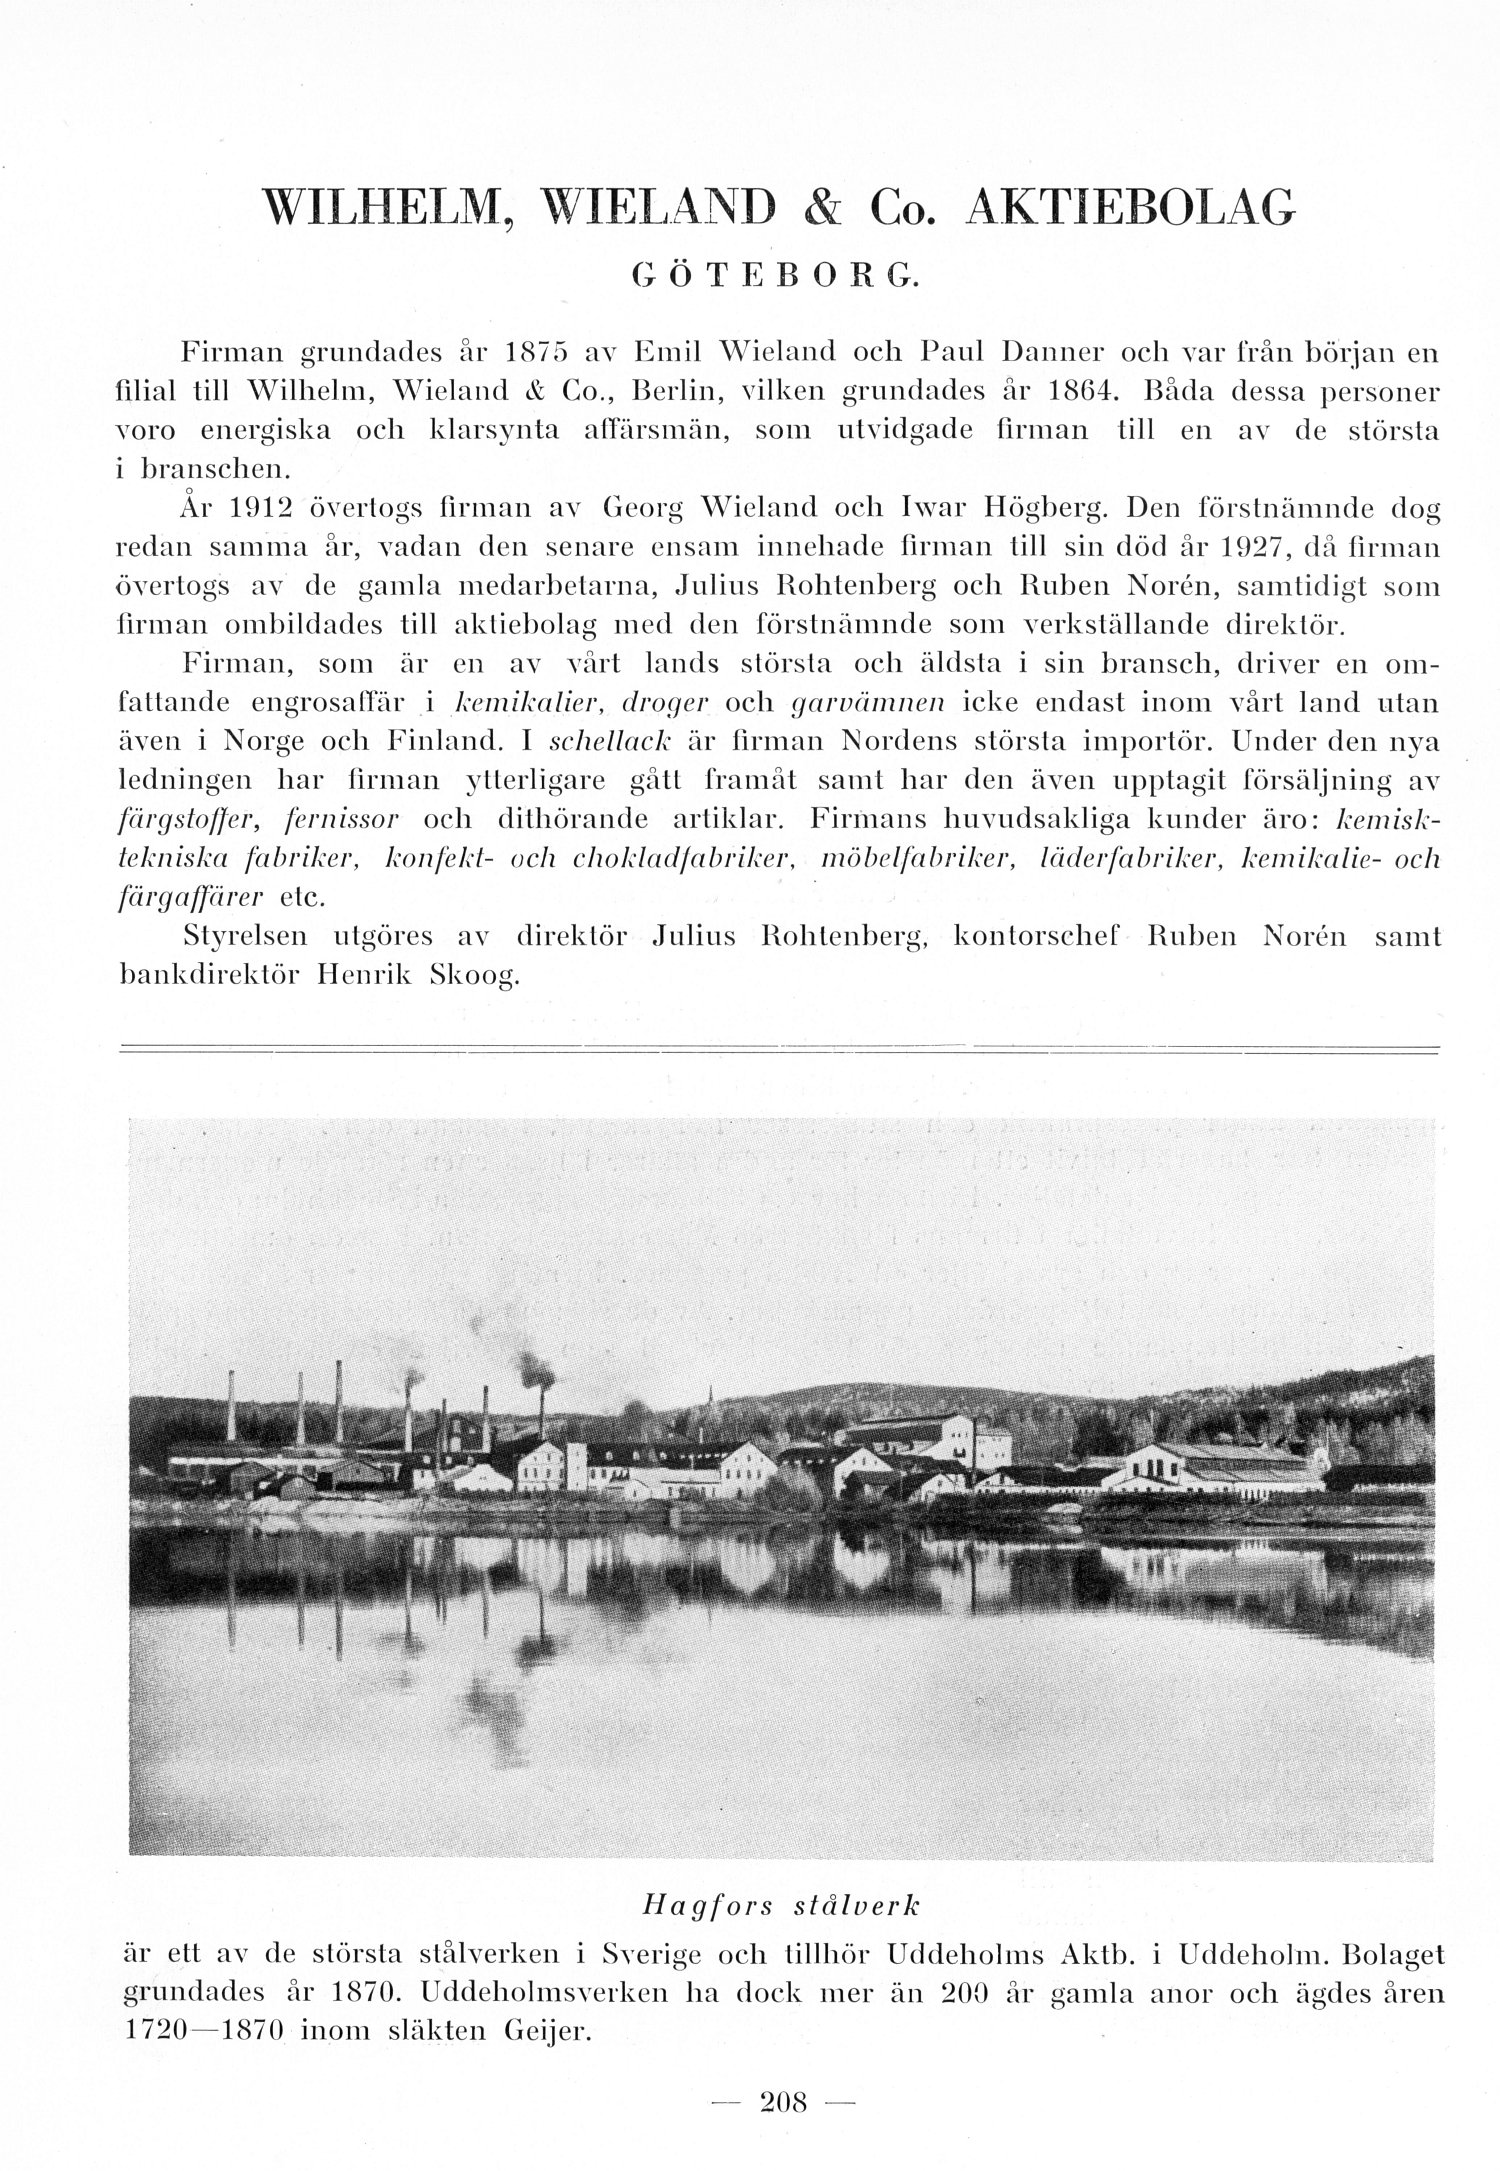 WILHELM, WIELAND & Co. AKTIEBOLAG
GÖTEBORG.
Firman grundades år 1875 av Emil Wieland och Paul Danner och var från början en
filial till Wilhelm, Wieland & Co., Berlin, vilken grundades år 1864. Båda dessa personer
voro energiska och klarsynta affärsmän, som utvidgade firman till en av de största
i branschen.
År 1912 övertogs firman av Georg Wieland och Iwar Högberg. Den förstnämnde dog
redan samma år, vadan den senare ensam innehade firman till sin död år 1927, då firman
övertogs av de gamla medarbetarna, Julius Rohtenberg och Ruben Norén, samtidigt som
firman ombildades till aktiebolag med den förstnämnde som verkställande direktör.
Firman, som är en av vårt lands största och äldsta i sin bransch, driver en om-
fattande engrosaffär i kemikalier, droger och garvämnen icke endast inom vårt land utan
även i Norge och Finland. I schellack är firman Nordens största importör. Under den nya
ledningen har firman ytterligare gått framåt samt har den även upptagit försäljning av
färgstoffer, fernissor och dithörande artiklar. Firmans huvudsakliga kunder äro: kemisk-
tekniska fabriker, konfekt- och chokladfabriker, möbelfabriker, läderfabriker, kemikalie- och
färgaffärer etc.
Styrelsen utgöres av direktör Julius Rohtenberg, kontorschef Ruben Norén samt
bankdirektör Henrik Skoog.
Hagfors stålverk
är ett av de största stålverken i Sverige och tillhör Uddeholms Aktb. i Uddeholm. Bolaget
grundades år 1870. Uddeholmsverken ha dock mer än 200 år gamla anor och ägdes åren
1720—1870 inom släkten Geijer.
— 208 —